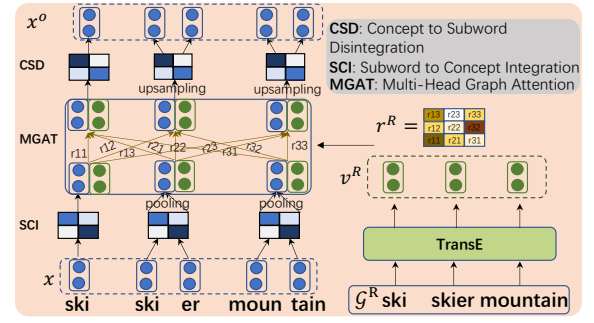 x^o
CSD: Concept to Subword
Disintegration
SCI: Subword to Concept Integration
MGAT: Multi-Head Graph Attention
CSD
upsampling upsampling
MGAT
r11 r12 r13 r21 r22 r23 r31 r32 r33
r^R =
r13 r23 r33
r12 r22 r32
r11 r21 r31
v^R
pooling pooling
SCI
TransE
x
ski ski er moun tain
𝒢^R ski skier mountain